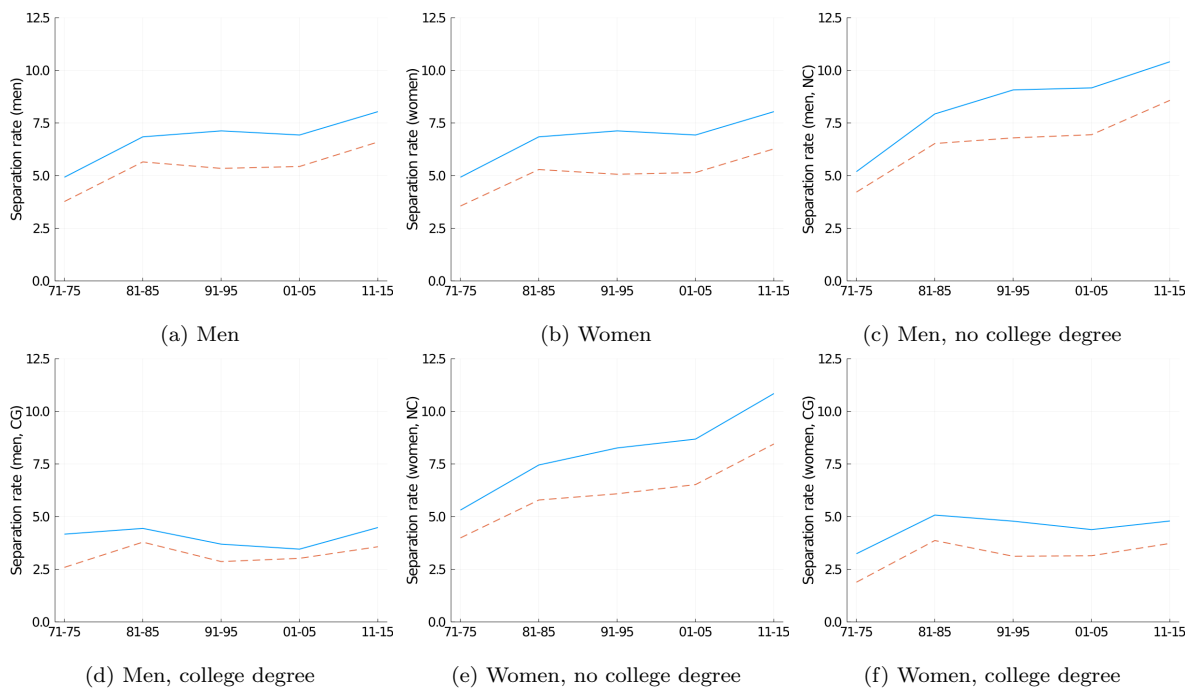 12.5
10.0
7.5
5.0
2.5
0.0
Separation rate (men)
71-75 81-85 91-95 01-05 11-15
(a) Men
12.5
10.0
7.5
5.0
2.5
0.0
Separation rate (women)
71-75 81-85 91-95 01-05 11-15
(b) Women
12.5
10.0
7.5
5.0
2.5
0.0
Separation rate (men, NC)
71-75 81-85 91-95 01-05 11-15
(c) Men, no college degree
12.5
10.0
7.5
5.0
2.5
0.0
Separation rate (men, CG)
71-75 81-85 91-95 01-05 11-15
(d) Men, college degree
12.5
10.0
7.5
5.0
2.5
0.0
Separation rate (women, NC)
71-75 81-85 91-95 01-05 11-15
(e) Women, no college degree
12.5
10.0
7.5
5.0
2.5
0.0
Separation rate (women, CG)
71-75 81-85 91-95 01-05 11-15
(f) Women, college degree